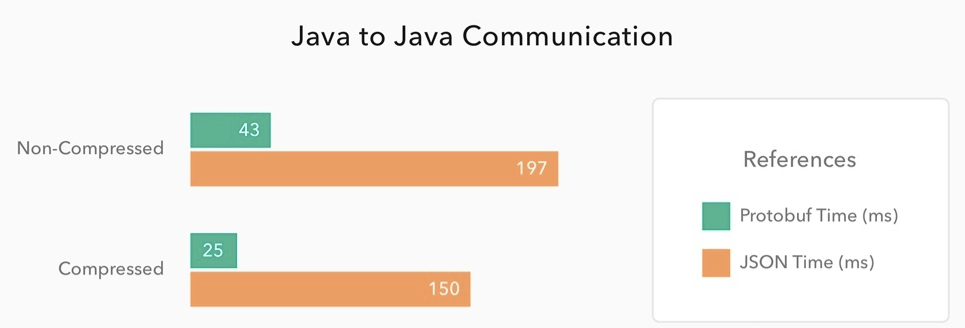 Java to Java Communication
Non-Compressed
43
197
Compressed
25
150
References
Protobuf Time (ms)
JSON Time (ms)